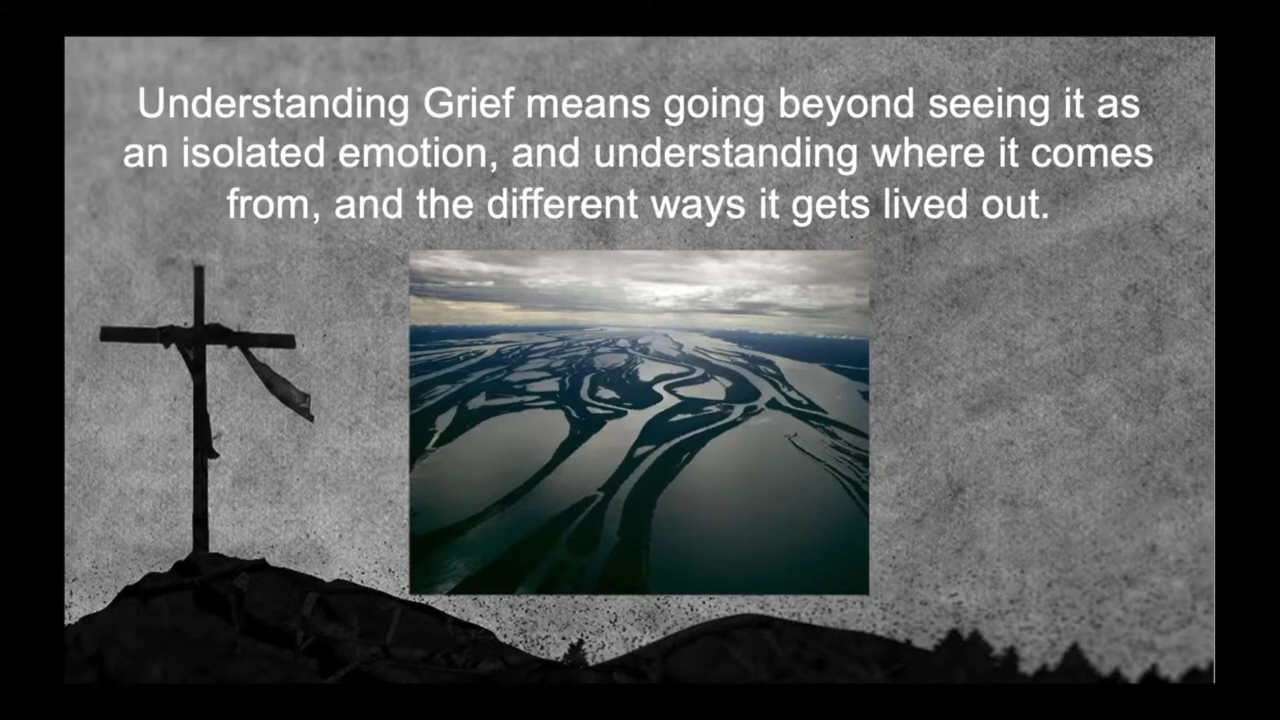 Understanding Grief means going beyond seeing it as
an isolated emotion, and understanding where it comes
from, and the different ways it gets lived out.